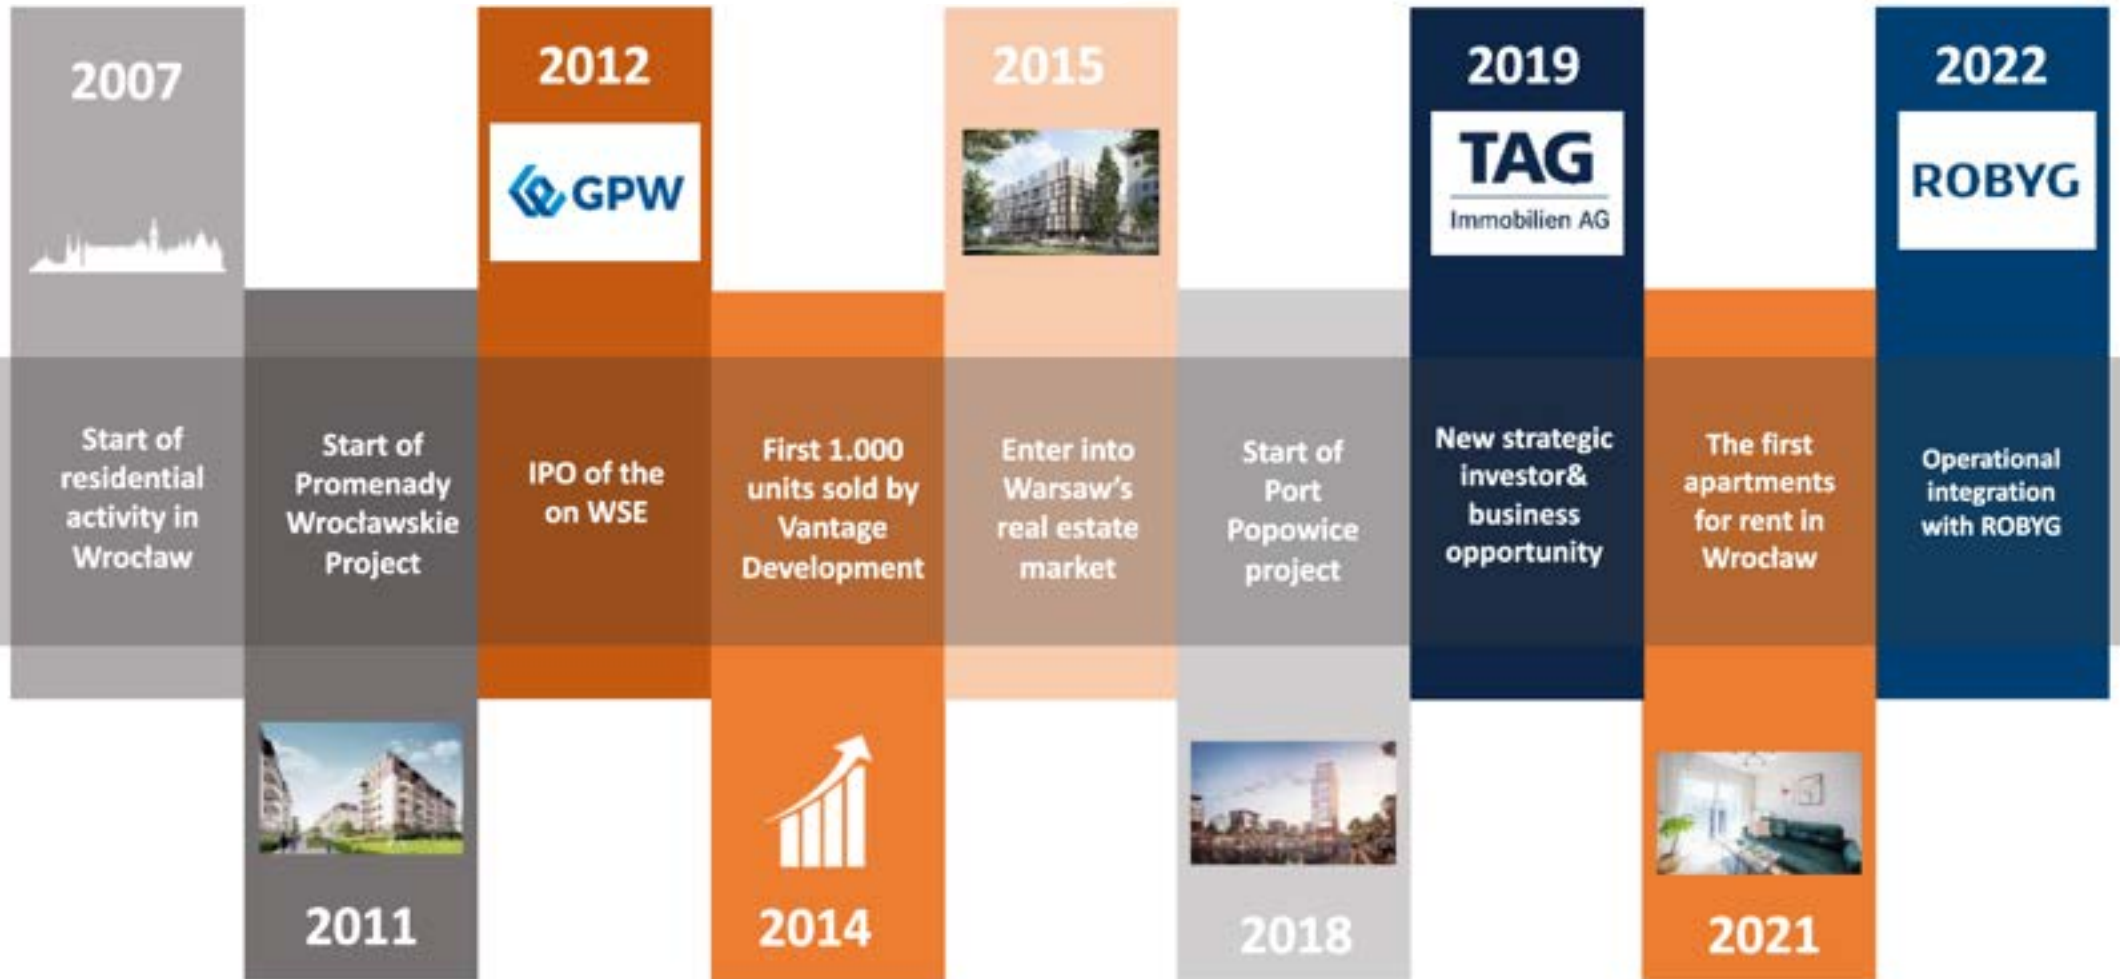 2007
Start of
residential
activity in
Wrocław
Start of
Promenady
Wrocławskie
Project
2011
2012
GPW
IPO of the
on WSE
First 1.000
units sold by
Vantage
Development
2014
2015
Enter into
Warsaw's
real estate
market
Start of
Port
Popowice
project
2018
2019
TAG
Immobilien AG
New strategic
investor&
business
opportunity
The first
apartments
for rent in
Wrocław
2021
2022
ROBYG
Operational
integration
with ROBYG